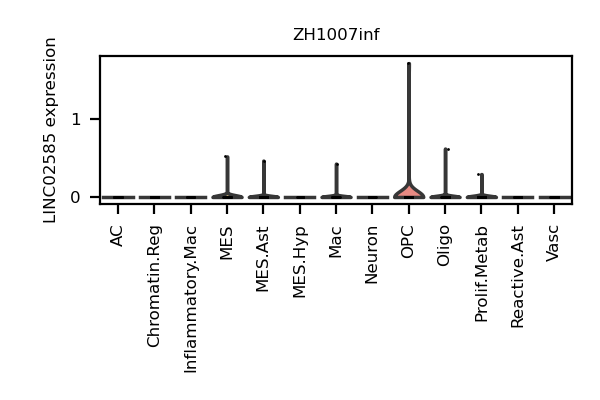 ZH1007inf
LINC02585 expression
1
0
AC
Chromatin.Reg
Inflammatory.Mac
MES
MES.Ast
MES.Hyp
Mac
Neuron
OPC
Oligo
Prolif.Metab
Reactive.Ast
Vasc